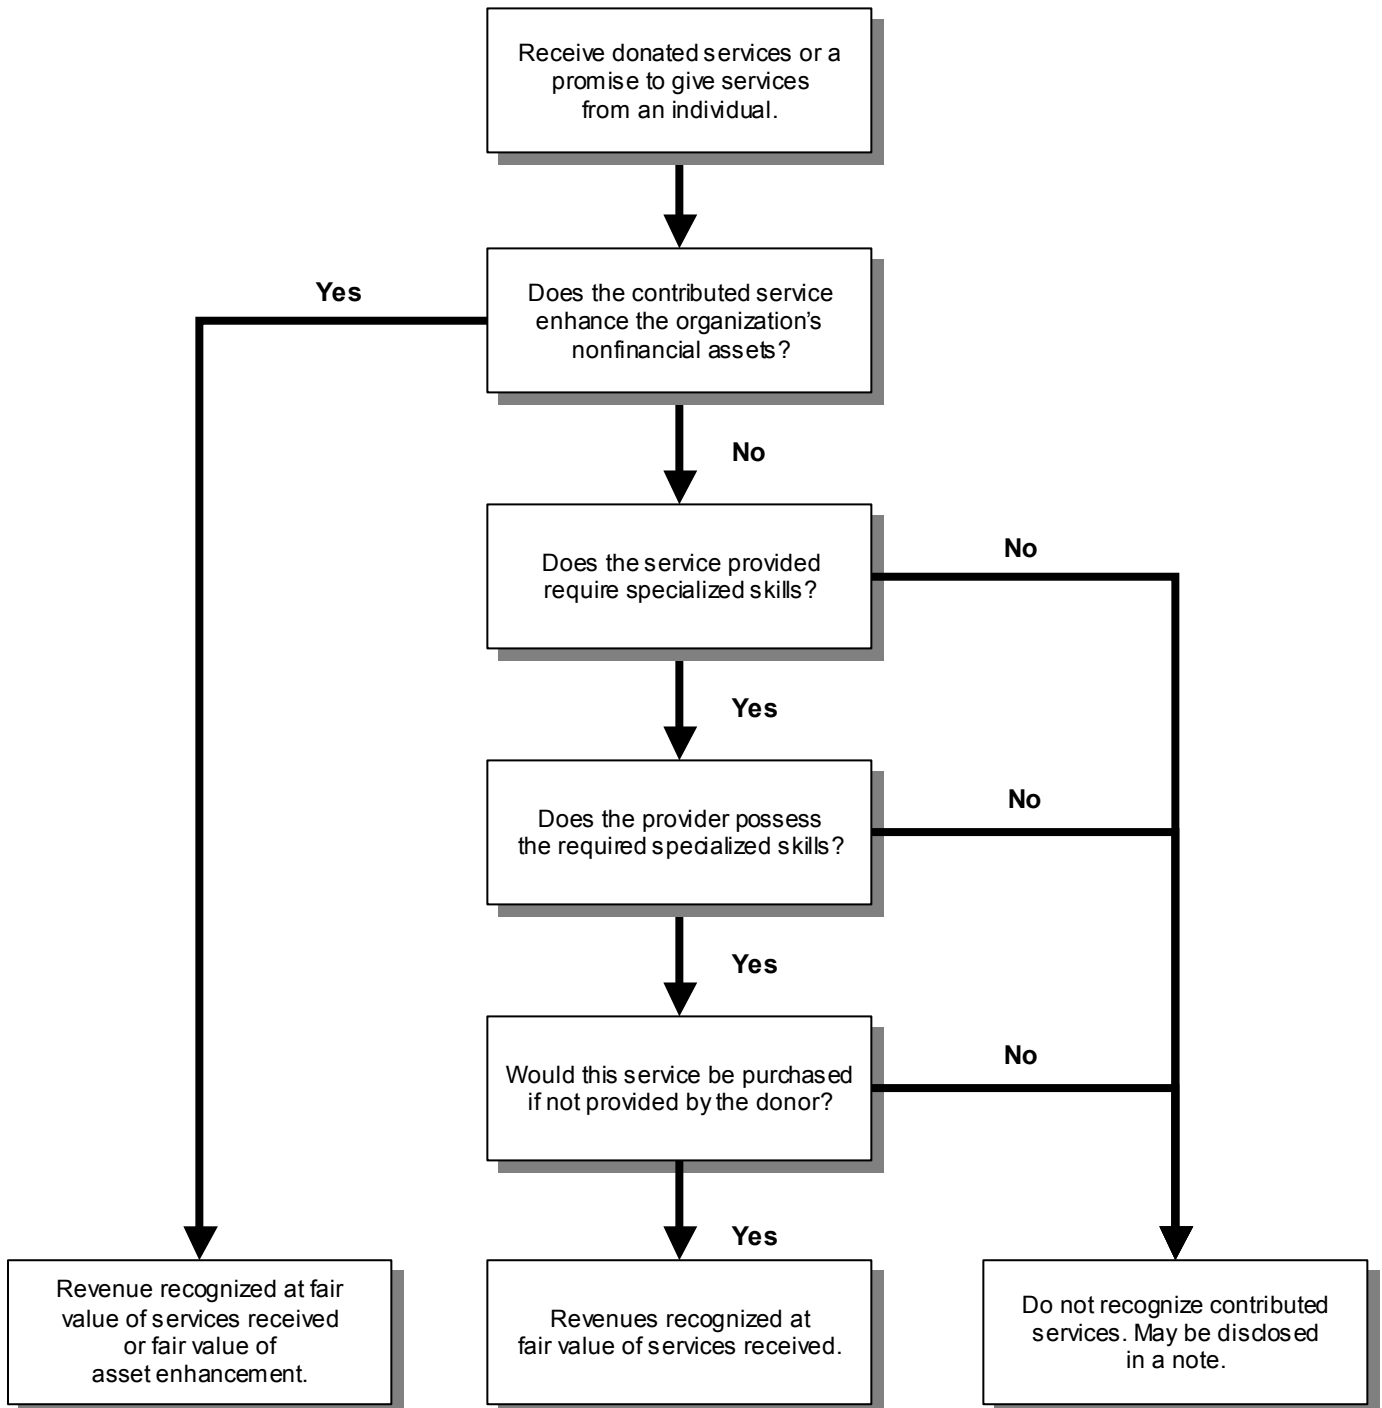 Receive donated services or a
promise to give services
from an individual.
Yes
Does the contributed service
enhance the organization’s
nonfinancial assets?
No
Does the service provided
require specialized skills?
No
Yes
Does the provider possess
the required specialized skills?
No
Yes
Would this service be purchased
if not provided by the donor?
No
Yes
Revenue recognized at fair
value of services received
or fair value of
asset enhancement.
Revenues recognized at
fair value of services received.
Do not recognize contributed
services. May be disclosed
in a note.